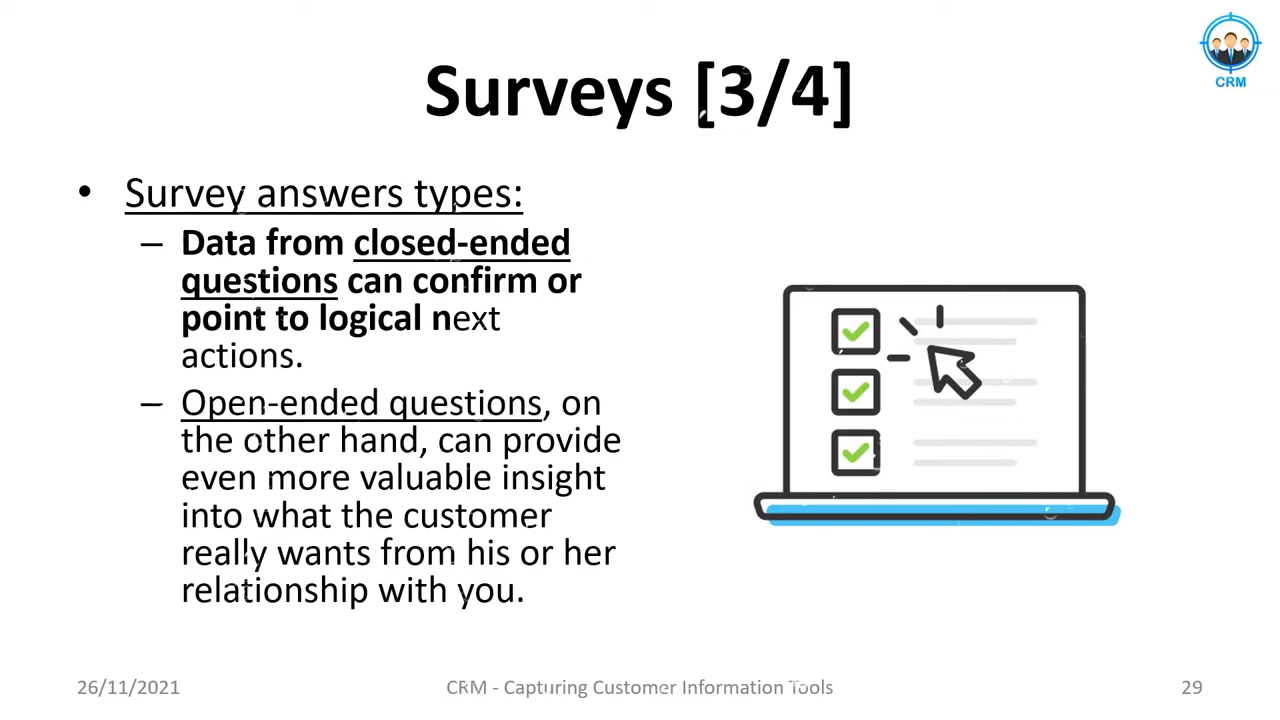 CRM
Surveys [3/4]
• Survey answers types:
– Data from closed-ended
questions can confirm or
point to logical next
actions.
– Open-ended questions, on
the other hand, can provide
even more valuable insight
into what the customer
really wants from his or her
relationship with you.
26/11/2021
CRM - Capturing Customer Information Tools
29